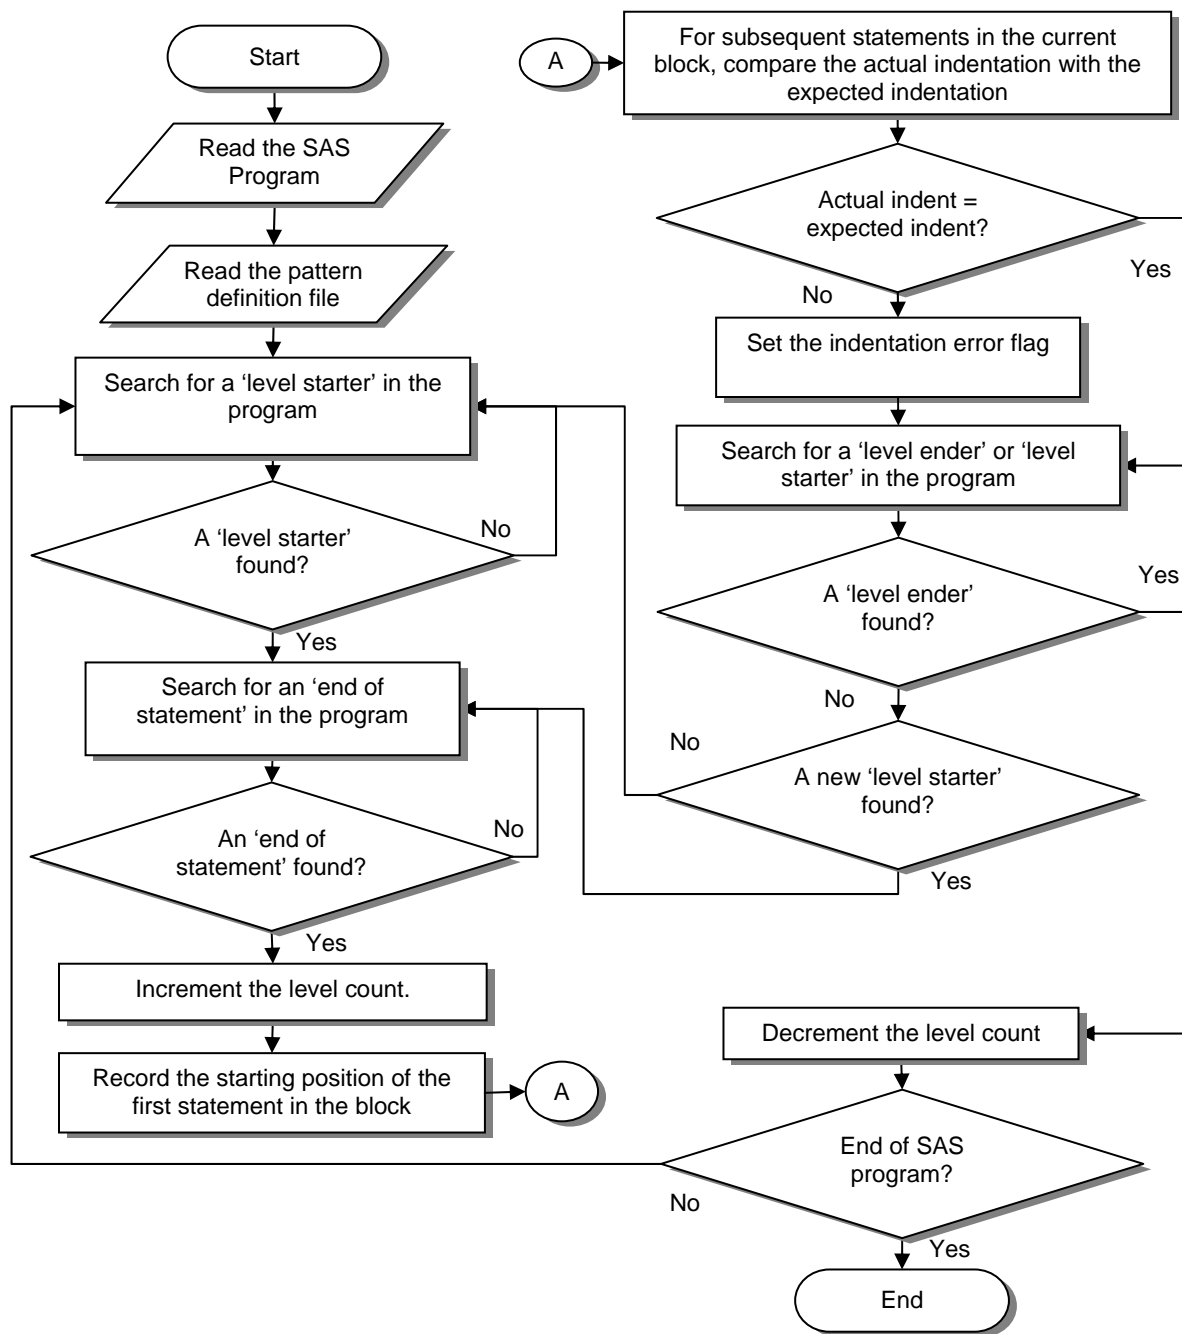 Start
Read the SAS
Program
Read the pattern
definition file
Search for a ‘level starter’ in the
program
A ‘level starter’
found?
No
Yes
Search for an ‘end of
statement’ in the program
An ‘end of
statement’ found?
No
Yes
Increment the level count.
Record the starting position of the
first statement in the block
A
A
For subsequent statements in the current
block, compare the actual indentation with the
expected indentation
Actual indent =
expected indent?
Yes
No
Set the indentation error flag
Search for a ‘level ender’ or ‘level
starter’ in the program
A ‘level ender’
found?
Yes
No
No
A new ‘level starter’
found?
Yes
Decrement the level count
End of SAS
program?
No
Yes
End